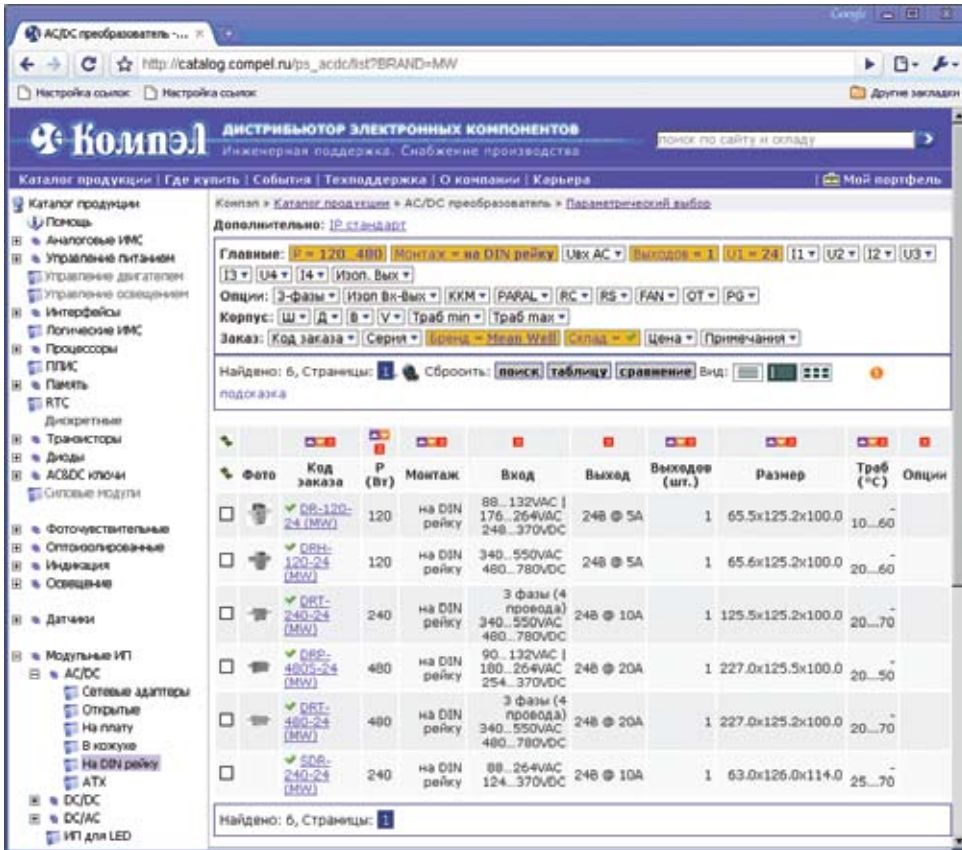 Google
AC/DC преобразователь -...
http://catalog.compel.ru/ps_acdc/list?BRAND=MW
Настройка ссылок Настройка ссылок Другие закладки
Компэл
ДИСТРИБЬЮТОР ЭЛЕКТРОННЫХ КОМПОНЕНТОВ
Инженерная поддержка. Снабжение производства
поиск по сайту и складу
Каталог продукции | Где купить | События | Техподдержка | О компании | Карьера | Мой портфель
Каталог продукции
Помощь
Аналоговые ИМС
Управление питанием
Управление двигателем
Управление освещением
Интерфейсы
Логические ИМС
Процессоры
ПЛИС
Память
RTC
Дискретные
Транзисторы
Диоды
AC&DC ключи
Силовые модули
Фоточувствительные
Оптоизолированные
Индикация
Освещение
Датчики
Модульные ИП
AC/DC
Сетевые адаптеры
Открытые
На плату
В кожухе
На DIN рейку
ATX
DC/DC
DC/AC
ИП для LED
Компэл » Каталог продукции » AC/DC преобразователь » Параметрический выбор
Дополнительно: IP стандарт
Главные: P = 120_480 Монтаж = на DIN рейку Uвх AC Выходов = 1 U1 = 24 I1 U2 I2 U3
I3 U4 I4 Изоп. Вых
Опции: 3-фазы Изоп Вх-Вых ККМ PARAL RC RS FAN OT PG
Корпус: Ш Д В V Траб min Траб max
Заказ: Код заказа Серия Бренд = Mean Well Склад = ✔ Цена Примечания
Найдено: 6, Страницы: 1. Сбросить: поиск таблицу сравнение Вид:
подсказка
Фото Код заказа P (Вт) Монтаж Вход Выход Выходов (шт.) Размер Траб (°C) Опции
DR-120-24 (MW) 120 на DIN рейку 88...132VAC | 176...264VAC 248...370VDC 24В @ 5A 1 65.5x125.2x100.0 -10...60
DRH-120-24 (MW) 120 на DIN рейку 340...550VAC 480...780VDC 24В @ 5A 1 65.6x125.2x100.0 -20...60
DRT-240-24 (MW) 240 на DIN рейку 3 фазы (4 провода) 340...550VAC 480...780VDC 24В @ 10A 1 125.5x125.2x100.0 -20...70
DRP-480S-24 (MW) 480 на DIN рейку 90...132VAC | 180...264VAC 254...370VDC 24В @ 20A 1 227.0x125.5x100.0 -20...50
DRT-480-24 (MW) 480 на DIN рейку 3 фазы (4 провода) 340...550VAC 480...780VDC 24В @ 20A 1 227.0x125.2x100.0 -20...70
SDR-240-24 (MW) 240 на DIN рейку 88...264VAC 124...370VDC 24В @ 10A 1 63.0x126.0x114.0 -25...70
Найдено: 6, Страницы: 1